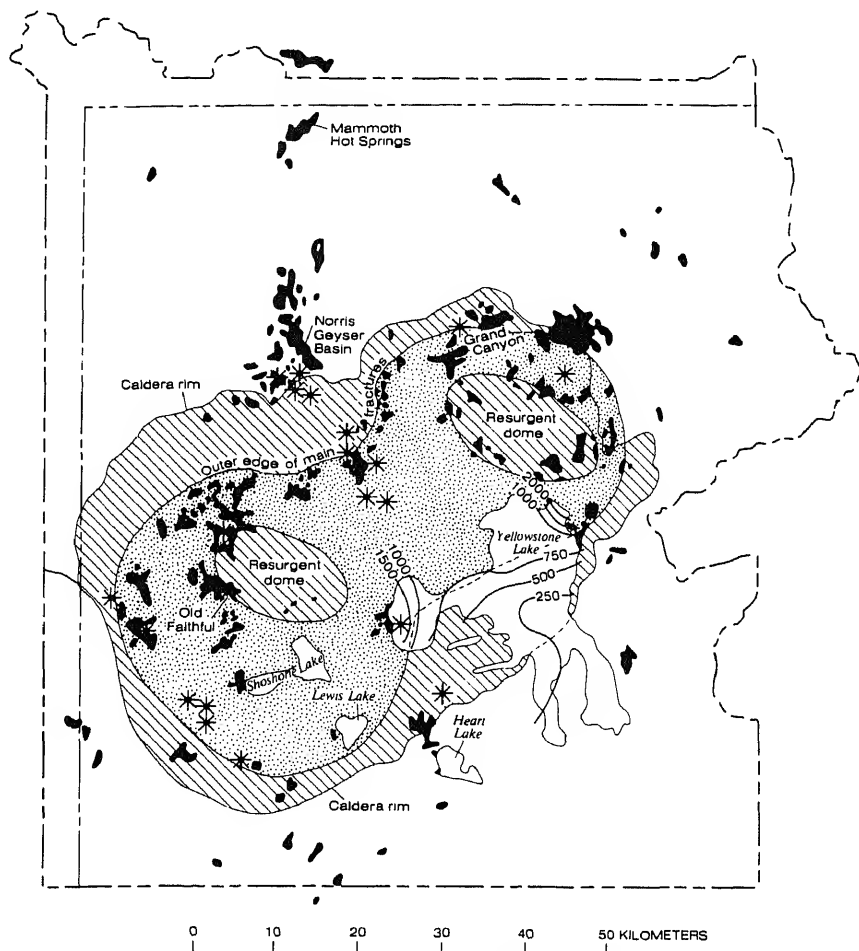 Mammoth
Hot Springs
Norris
Geyser
Basin
Grand
Canyon
Caldera rim
fractures
Resurgent
dome
Outer edge of main
2000
1000
Yellowstone
Lake
750
1000
1500
500
250
Resurgent
dome
Old
Faithful
Shoshone Lake
Lewis Lake
Heart
Lake
Caldera rim
0 10 20 30 40 50 KILOMETERS